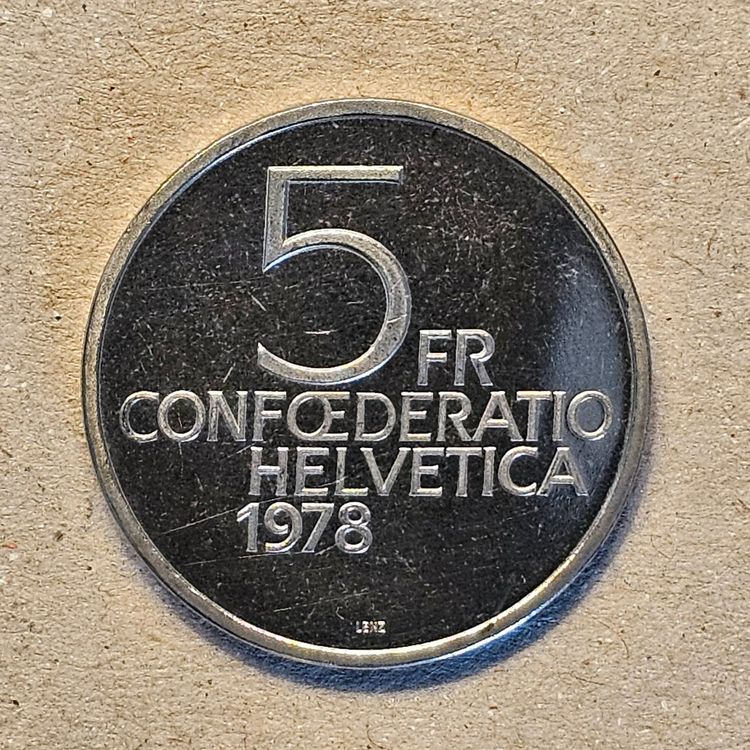 5 FR
CONFŒDERATIO
HELVETICA
1978
LENZ